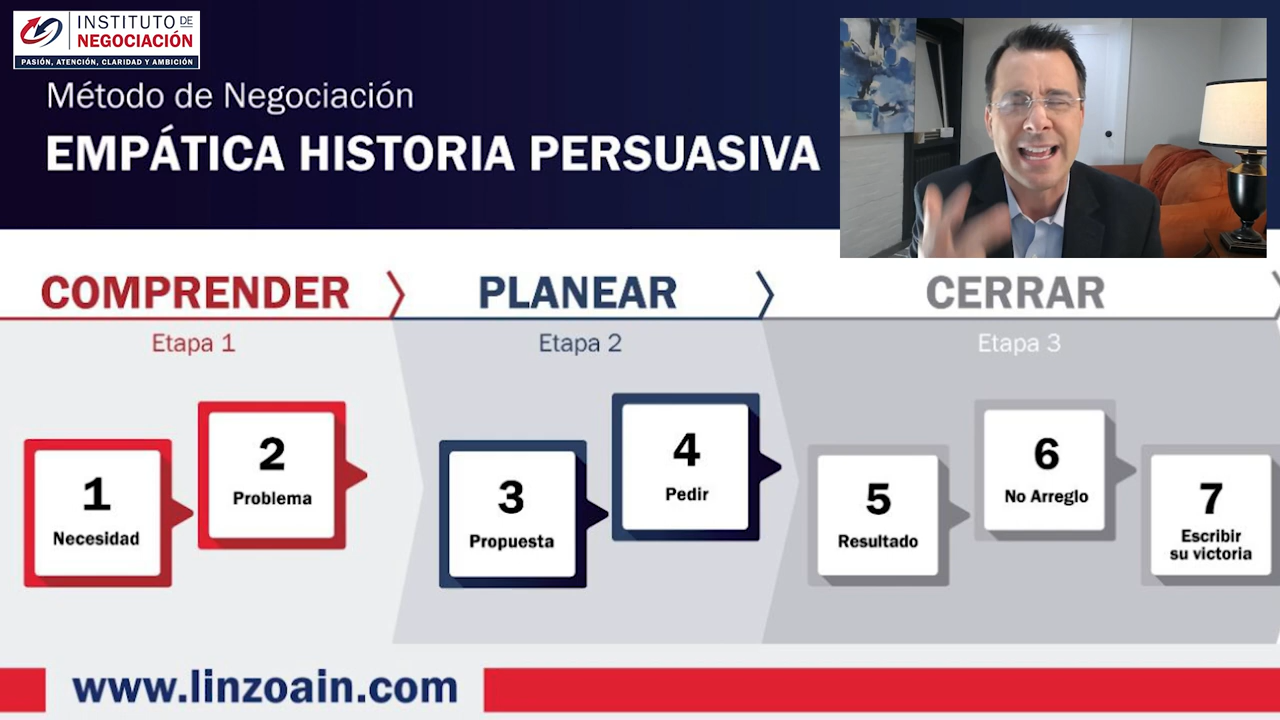 INSTITUTO DE
NEGOCIACIÓN
PASIÓN, ATENCIÓN, CLARIDAD Y AMBICIÓN
Método de Negociación
EMPÁTICA HISTORIA PERSUASIVA
COMPRENDER
PLANEAR
CERRAR
Etapa 1
Etapa 2
Etapa 3
1
Necesidad
2
Problema
3
Propuesta
4
Pedir
5
Resultado
6
No Arreglo
7
Escribir
su victoria
www.linzoain.com